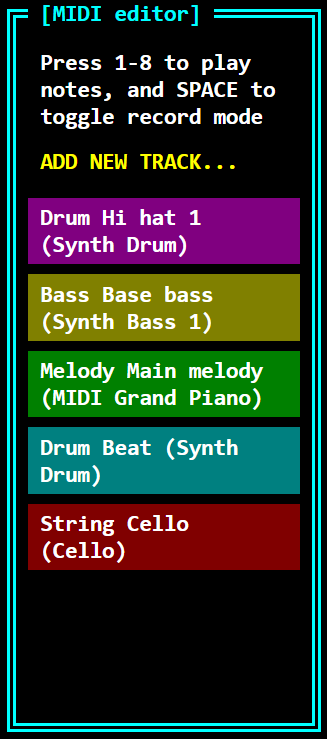 [MIDI editor]
Press 1-8 to play
notes, and SPACE to
toggle record mode
ADD NEW TRACK...
Drum Hi hat 1
(Synth Drum)
Bass Base bass
(Synth Bass 1)
Melody Main melody
(MIDI Grand Piano)
Drum Beat (Synth
Drum)
String Cello
(Cello)